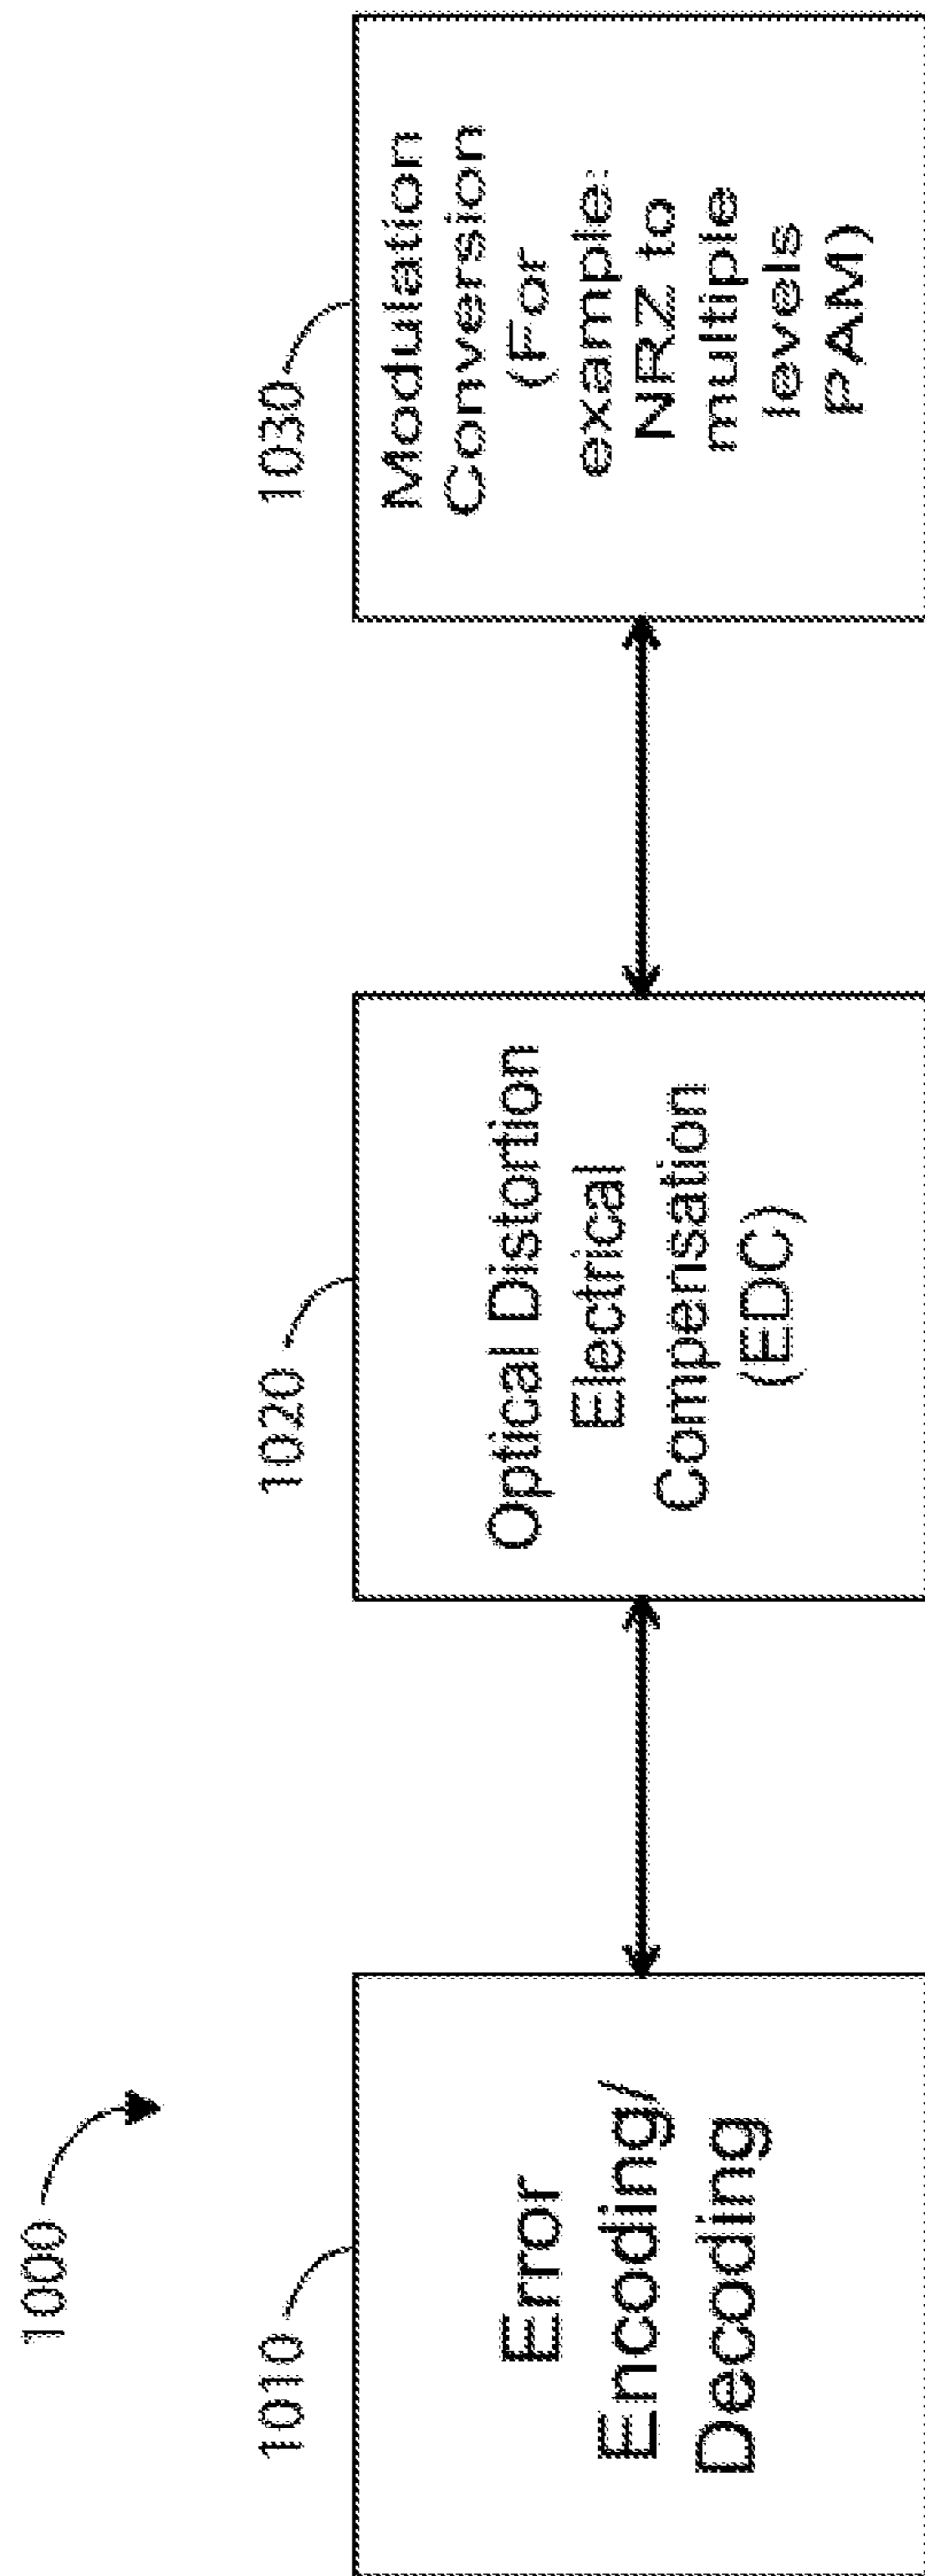 1000
1010
Error
Encoding/
Decoding
1020
Optical Distortion
Electrical
Compensation
(EDC)
1030
Modulation
Conversion
(For
example:
NRZ to
multiple
levels
PAM)